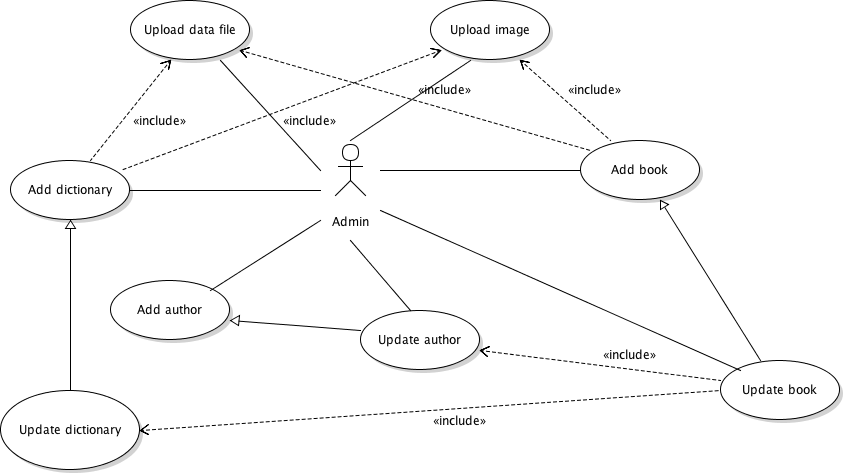 Upload data file
Upload image
«include»
«include»
«include»
«include»
Add dictionary
Add book
Admin
Add author
Update author
«include»
Update book
«include»
Update dictionary